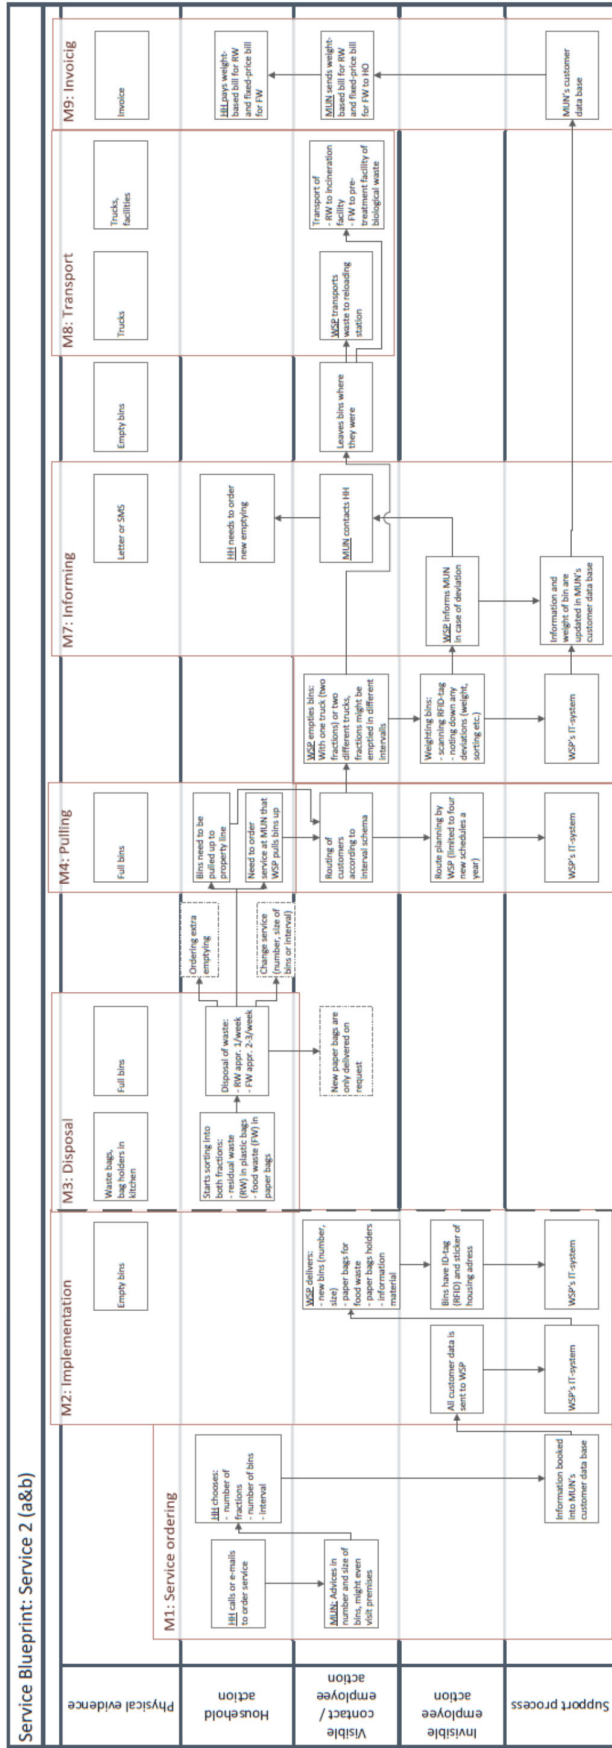 Service Blueprint: Service 2 (a&b)
Physical evidence
Household
action
Visible
contact /
employee
action
Invisible
employee
action
Support process
M1: Service ordering
HH calls or e-mails
to order service
MUN: Advices in
number and size of
bins, might even
visit premises
HH chooses:
- number of
fractions
- number of bins
- interval
Information booked
into MUN's
customer data base
M2: Implementation
Empty bins
All customer data is
sent to WSP
WSP's IT-system
WSP delivers:
- new bins (number,
size)
- paper bags for
food waste
- paper bags holders
- information
material
Bins have ID-tag
(RFID) and sticker of
housing adress
WSP's IT-system
M3: Disposal
Waste bags,
bag holders in
kitchen
Full bins
Starts sorting into
both fractions:
- residual waste
(RW) in plastic bags
- food waste (FW) in
paper bags
Disposal of waste:
- RW appr. 1/week
- FW appr. 2-3/week
New paper bags are
only delivered on
request
Ordering extra
emptying
Change service
(number, size of
bins or interval)
M4: Pulling
Full bins
Bins need to be
pulled up to
property line
Need to order
service at MUN that
WSP pulls bins up
Routing of
customers
according to
interval schema
Route planning by
WSP (limited to four
new schedules a
year)
WSP's IT-system
WSP empties bins:
With one truck (two
fractions) or two
different trucks,
fractions might be
emptied in different
intervalls
Weighting bins:
- scanning RFID-tag
- noting down any
deviations (weight,
sorting etc.)
WSP's IT-system
M7: Informing
Letter or SMS
HH needs to order
new emptying
MUN contacts HH
WSP informs MUN
in case of deviation
Information and
weight of bin are
updated in MUN's
customer data base
Empty bins
Leaves bins where
they were
M8: Transport
Trucks
Trucks,
facilities
WSP transports
waste to reloading
station
Transport of
- RW to incineration
facility
- FW to pre-
treatment facility of
biological waste
M9: Invoicig
Invoice
HH pays weight-
based bill for RW
and fixed-price bill
for FW
MUN sends weight-
based bill for RW
and fixed-price bill
for FW to HO
MUN's customer
data base